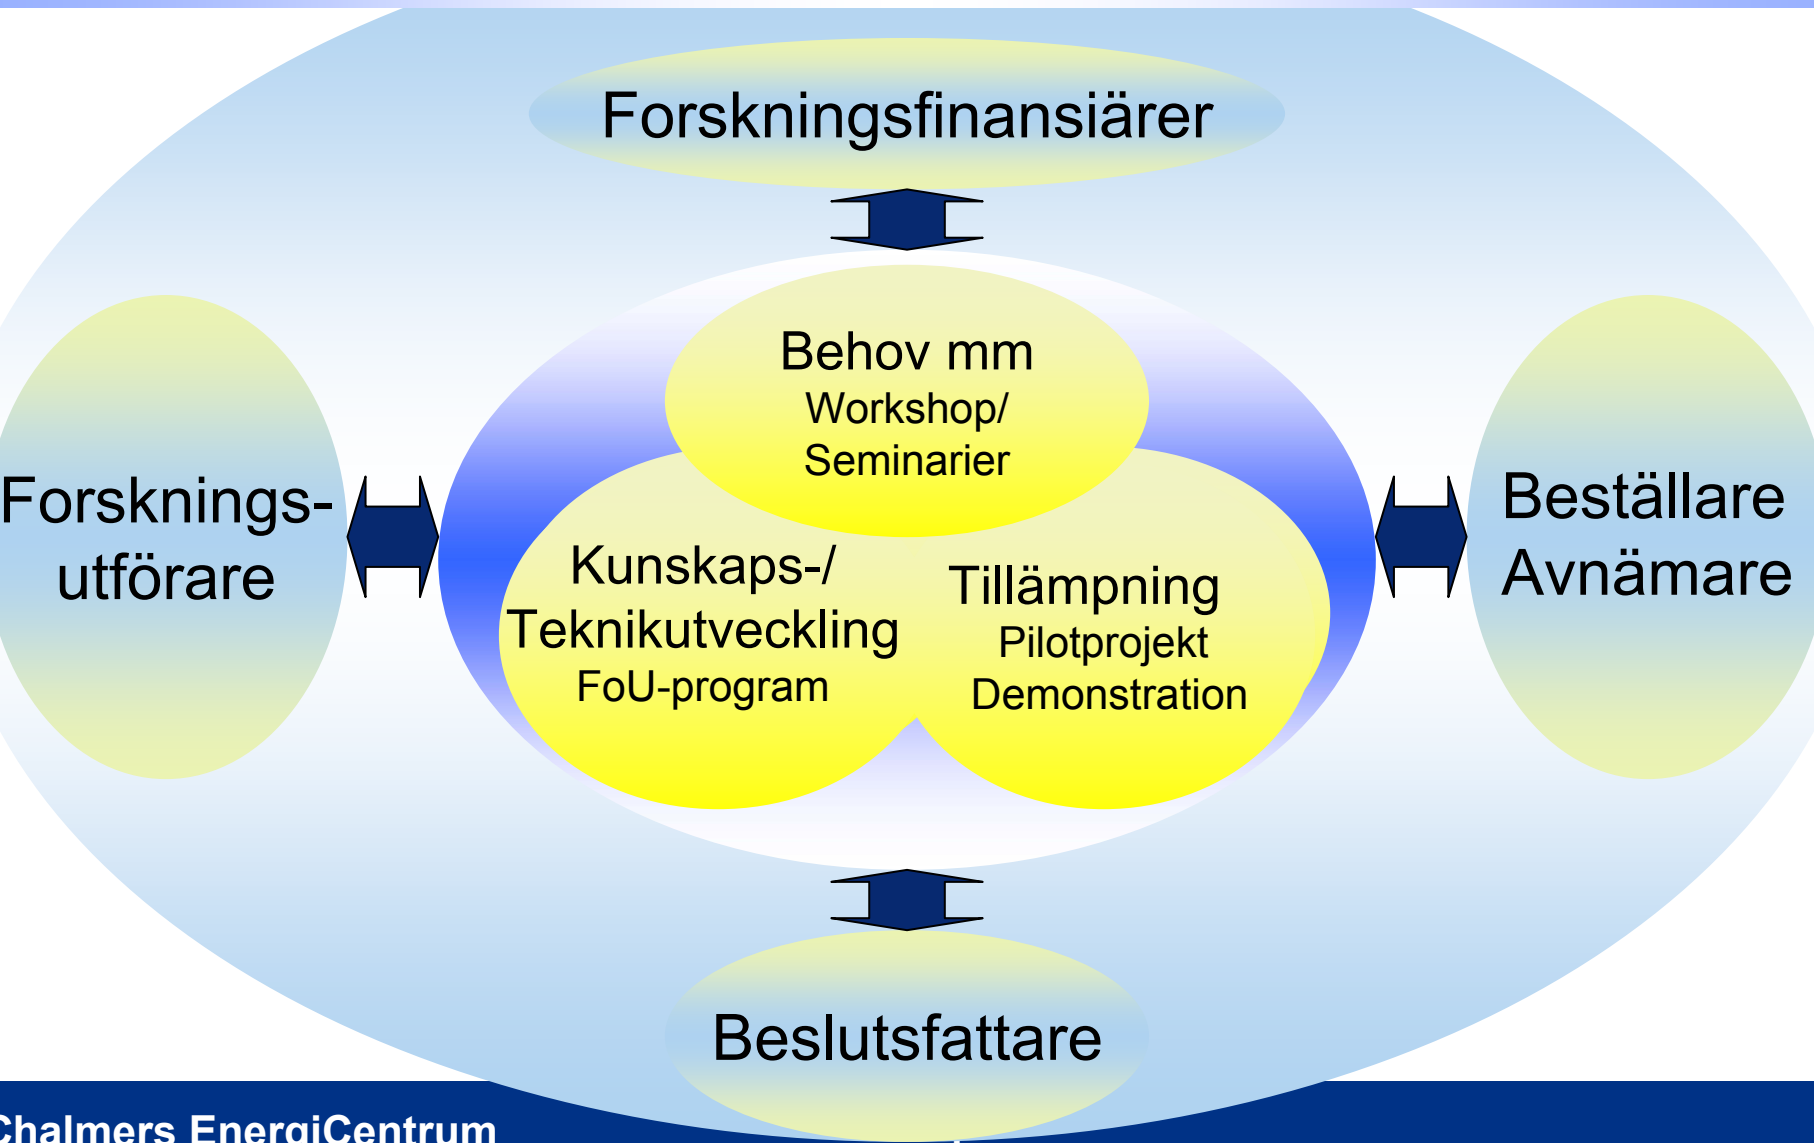 Forskningsfinansiärer
Behov mm
Workshop/
Seminarier
Forsknings-
utförare
Kunskaps-/
Teknikutveckling
FoU-program
Tillämpning
Pilotprojekt
Demonstration
Beställare
Avnämare
Beslutsfattare
Chalmers EnergiCentrum